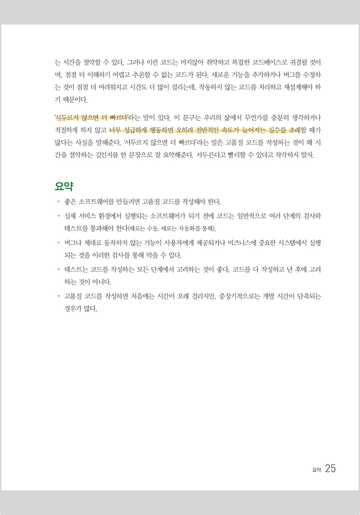 는 시간을 절약할 수 있다. 그러나 이런 코드는 머지않아 취약하고 복잡한 코드베이스로 귀결될 것이
며, 점점 더 이해하기 어렵고 추론할 수 없는 코드가 된다. 새로운 기능을 추가하거나 버그를 수정하
는 것이 점점 더 어려워지고 시간도 더 많이 걸리는데, 작동하지 않는 코드를 처리하고 재설계해야 하
기 때문이다.
'서두르지 않으면 더 빠르다'라는 말이 있다. 이 문구는 우리의 삶에서 무언가를 충분히 생각하거나
적절하게 하지 않고 너무 성급하게 행동하면 오히려 전반적인 속도가 늦어지는 실수를 초래할 때가
많다는 사실을 말해준다. '서두르지 않으면 더 빠르다'라는 말은 고품질 코드를 작성하는 것이 왜 시
간을 절약하는 길인지를 한 문장으로 잘 요약해준다. 서두른다고 빨리할 수 있다고 착각하지 말자.
요약
• 좋은 소프트웨어를 만들려면 고품질 코드를 작성해야 한다.
• 실제 서비스 환경에서 실행되는 소프트웨어가 되기 전에 코드는 일반적으로 여러 단계의 검사와
테스트를 통과해야 한다(때로는 수동, 때로는 자동화를 통해).
• 버그나 제대로 동작하지 않는 기능이 사용자에게 제공되거나 비즈니스에 중요한 시스템에서 실행
되는 것을 이러한 검사를 통해 막을 수 있다.
• 테스트는 코드를 작성하는 모든 단계에서 고려하는 것이 좋다. 코드를 다 작성하고 난 후에 고려
하는 것이 아니다.
• 고품질 코드를 작성하면 처음에는 시간이 오래 걸리지만, 중장기적으로는 개발 시간이 단축되는
경우가 많다.
요약 25